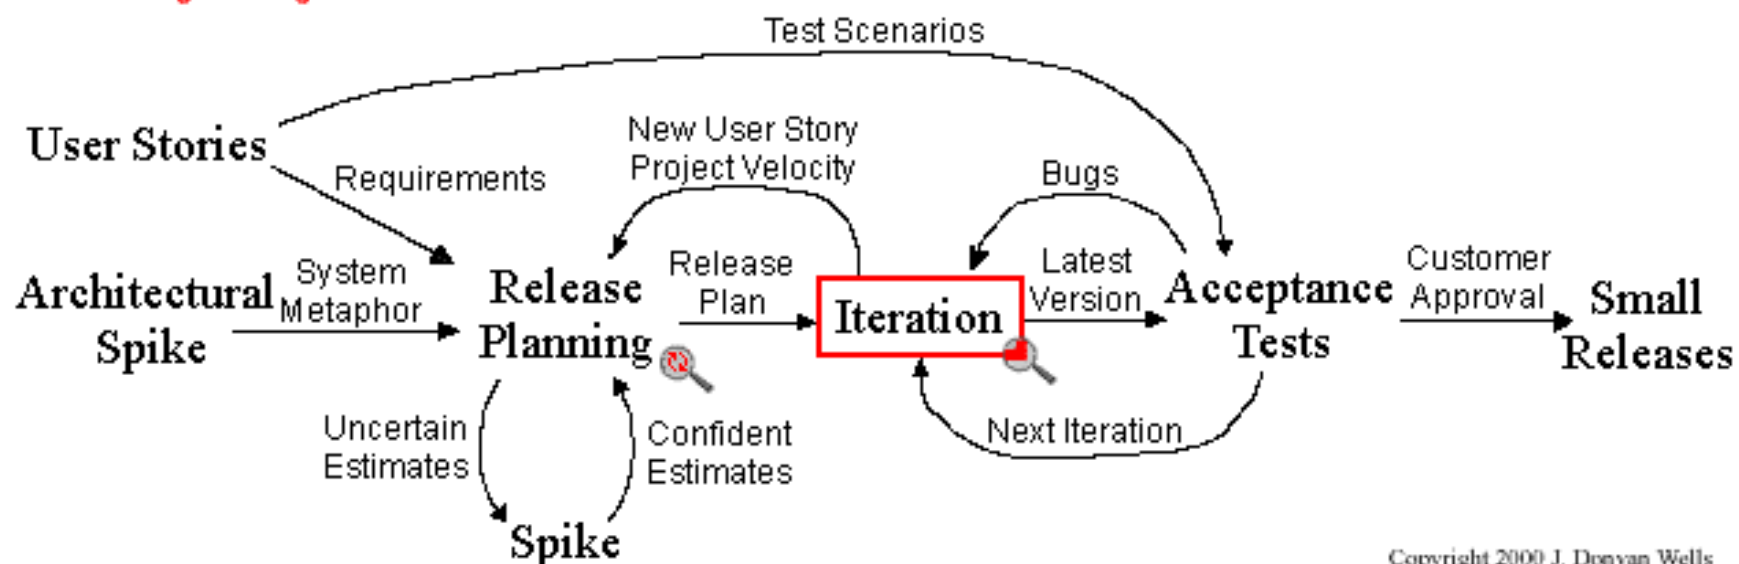 Test Scenarios
User Stories
New User Story
Project Velocity
Requirements
Bugs
Architectural
Spike
System
Metaphor
Release
Planning
Release
Plan
Iteration
Latest
Version
Acceptance
Tests
Customer
Approval
Small
Releases
Uncertain
Estimates
Confident
Estimates
Next Iteration
Spike
Copyright 2000 J. Donvan Wells